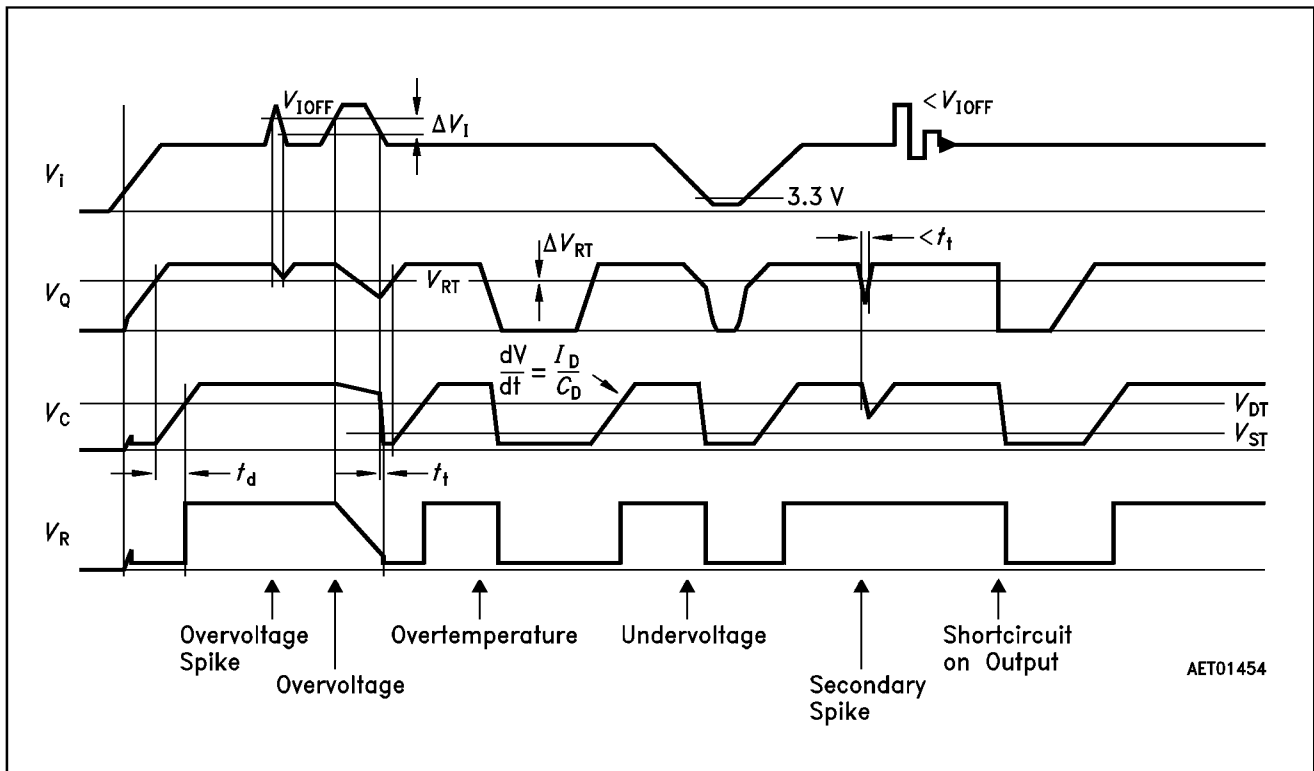 V_IOFF
ΔV_I
<V_IOFF
V_i
3.3 V
ΔV_RT
<t_t
V_RT
V_Q
dV/dt = I_D/C_D
V_C
V_DT
V_ST
t_d
t_t
V_R
Overvoltage
Spike
Overvoltage
Overtemperature
Undervoltage
Secondary
Spike
Shortcircuit
on Output
AET01454